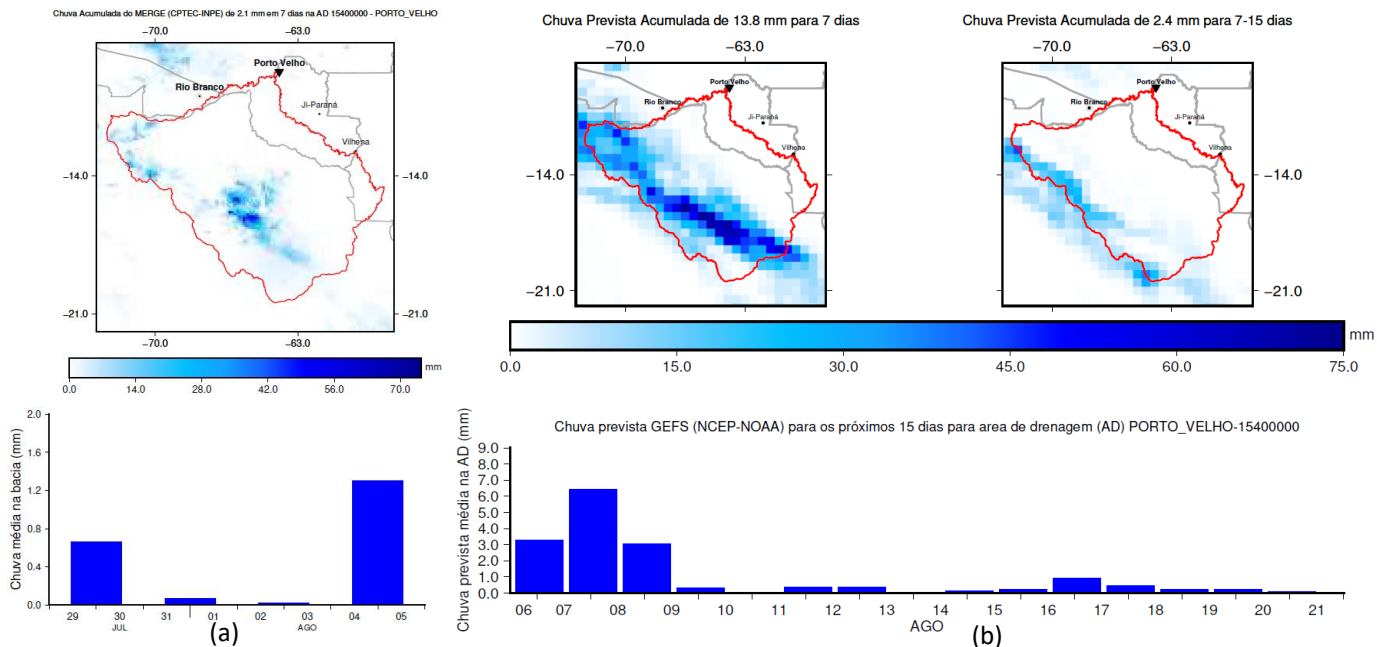 Chuva Acumulada do MERGE (CPTEC-INPE) de 2.1 mm em 7 dias na AD 15400000 - PORTO_VELHO
−70.0 −63.0
Porto Velho
Rio Branco
Ji-Paraná
Vilhena
−14.0 −14.0
−21.0 −21.0
−70.0 −63.0
mm
0.0 14.0 28.0 42.0 56.0 70.0
Chuva média na bacia (mm)
2.0
1.6
1.2
0.8
0.4
0.0
29 30 31 01 02 03 04 05
JUL AGO
(a)
Chuva Prevista Acumulada de 13.8 mm para 7 dias
−70.0 −63.0
Porto Velho
Rio Branco
Ji-Paraná
Vilhena
−14.0
−21.0
Chuva Prevista Acumulada de 2.4 mm para 7-15 dias
−70.0 −63.0
Porto Velho
Rio Branco
Ji-Paraná
Vilhena
−14.0
−21.0
mm
0.0 15.0 30.0 45.0 60.0 75.0
Chuva prevista GEFS (NCEP-NOAA) para os próximos 15 dias para area de drenagem (AD) PORTO_VELHO-15400000
Chuva prevista média na AD (mm)
9.0
8.0
7.0
6.0
5.0
4.0
3.0
2.0
1.0
0.0
06 07 08 09 10 11 12 13 14 15 16 17 18 19 20 21
AGO
(b)